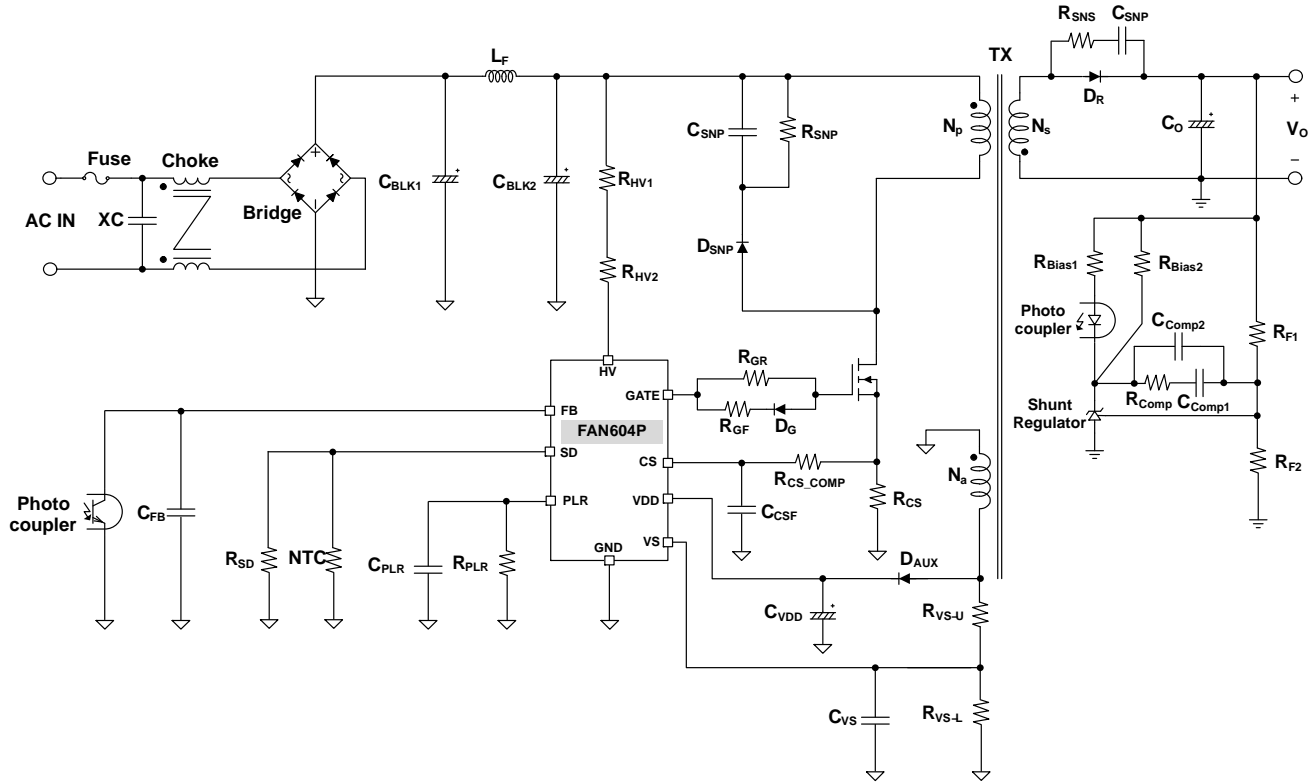 RSNS
CSNP
LF
TX
DR
+
VO
−
CSNP
RSNP
Np
Ns
CO
+
Fuse
Choke
+
~
~
−
Bridge
AC IN
XC
CBLK1
+
CBLK2
+
RHV1
RHV2
DSNP
RBias1
RBias2
Photo
coupler
CComp2
RF1
RComp
CComp1
Shunt
Regulator
RF2
HV
GATE
FB
FAN604P
SD
CS
PLR
VDD
VS
GND
RGR
RGF
DG
RCS_COMP
RCS
CCSF
Na
Photo
coupler
CFB
RSD
NTC
CPLR
RPLR
DAUX
CVDD
+
RVS-U
CVS
RVS-L